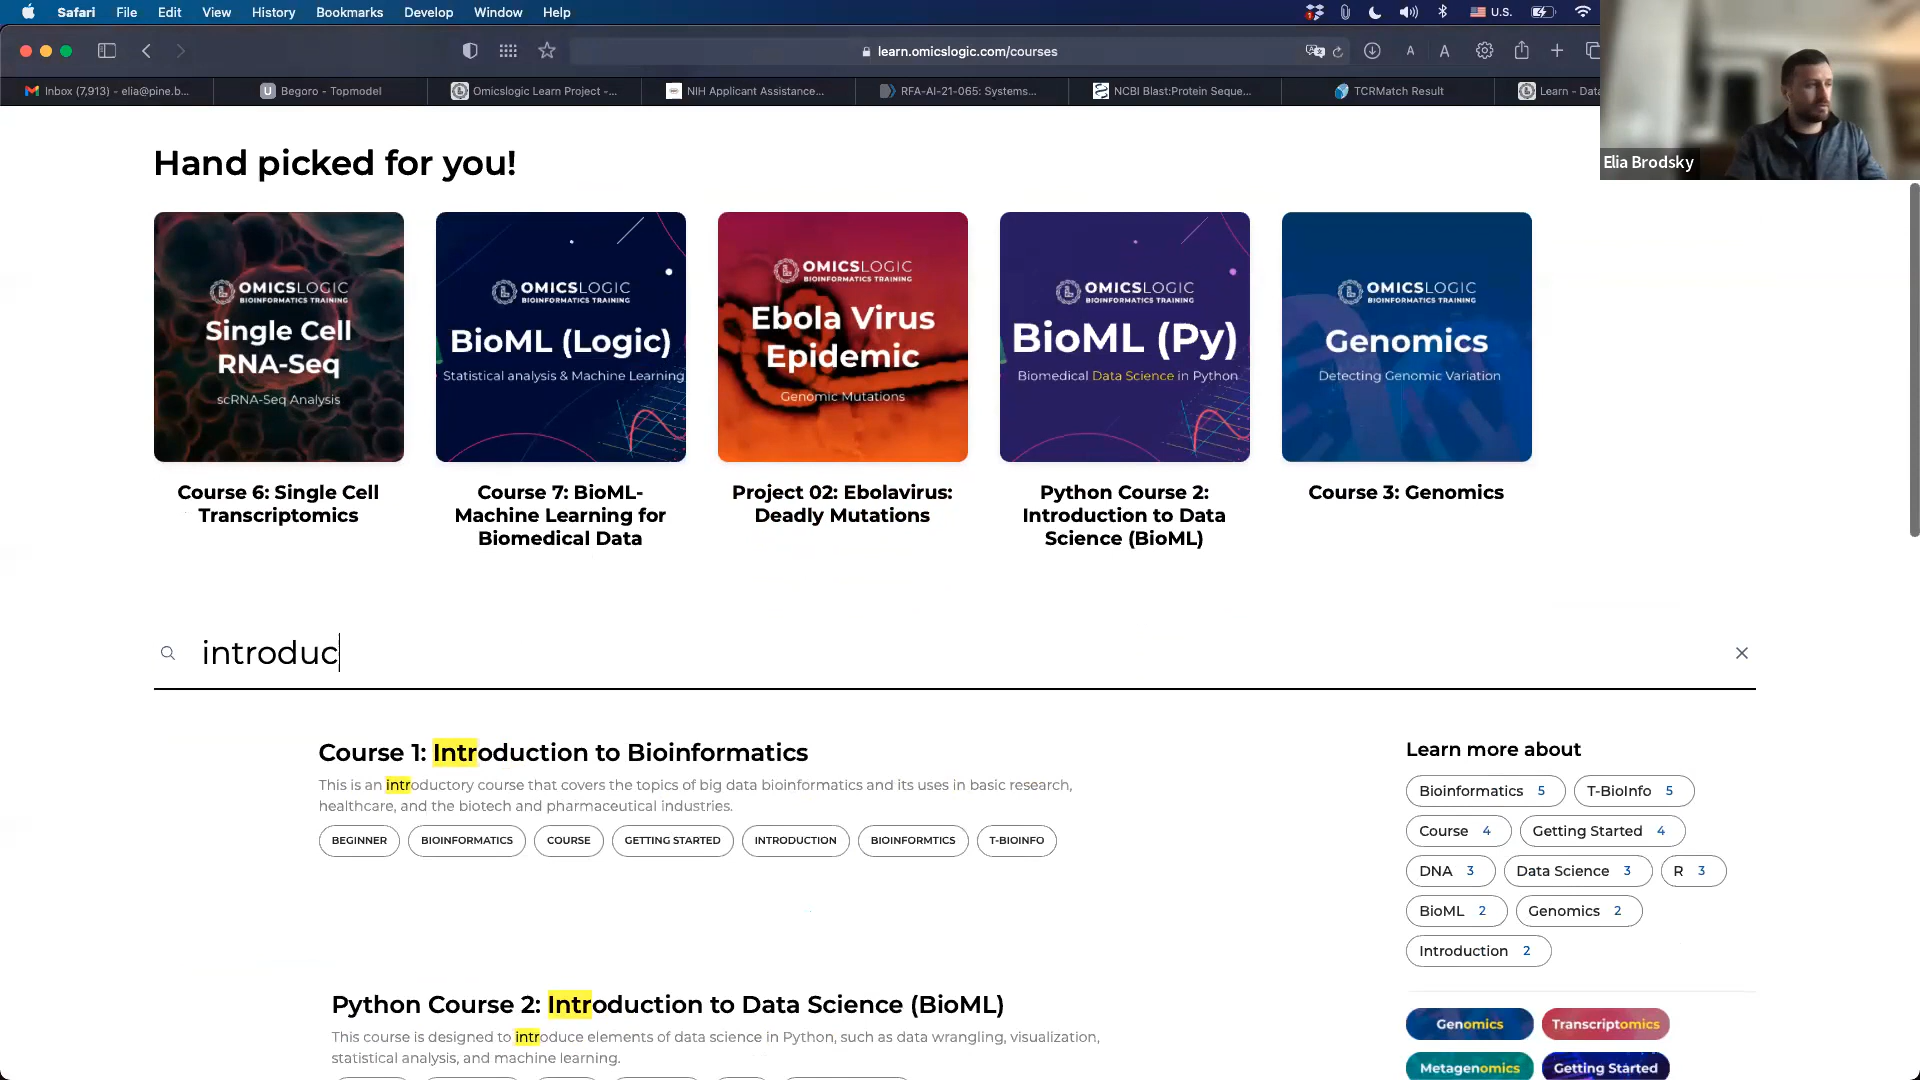 Safari File Edit View History Bookmarks Develop Window Help U.S.
learn.omicslogic.com/courses A A
Inbox (7,913) - elia@pine.b... Begoro - Topmodel Omicslogic Learn Project -... NIH Applicant Assistance... RFA-AI-21-065: Systems... NCBI Blast:Protein Seque... TCRMatch Result Learn - Data
Elia Brodsky
Hand picked for you!
OMICSLOGIC
BIOINFORMATICS TRAINING
Single Cell
RNA-Seq
scRNA-Seq Analysis
OMICSLOGIC
BIOINFORMATICS TRAINING
BioML (Logic)
Statistical analysis & Machine Learning
OMICSLOGIC
BIOINFORMATICS TRAINING
Ebola Virus
Epidemic
Genomic Mutations
OMICSLOGIC
BIOINFORMATICS TRAINING
BioML (Py)
Biomedical Data Science in Python
OMICSLOGIC
BIOINFORMATICS TRAINING
Genomics
Detecting Genomic Variation
Course 6: Single Cell
Transcriptomics
Course 7: BioML-
Machine Learning for
Biomedical Data
Project 02: Ebolavirus:
Deadly Mutations
Python Course 2:
Introduction to Data
Science (BioML)
Course 3: Genomics
introduc
Course 1: Introduction to Bioinformatics
This is an introductory course that covers the topics of big data bioinformatics and its uses in basic research,
healthcare, and the biotech and pharmaceutical industries.
BEGINNER BIOINFORMATICS COURSE GETTING STARTED INTRODUCTION BIOINFORMTICS T-BIOINFO
Python Course 2: Introduction to Data Science (BioML)
This course is designed to introduce elements of data science in Python, such as data wrangling, visualization,
statistical analysis, and machine learning.
Learn more about
Bioinformatics 5 T-BioInfo 5
Course 4 Getting Started 4
DNA 3 Data Science 3 R 3
BioML 2 Genomics 2
Introduction 2
Genomics Transcriptomics
Metagenomics Getting Started